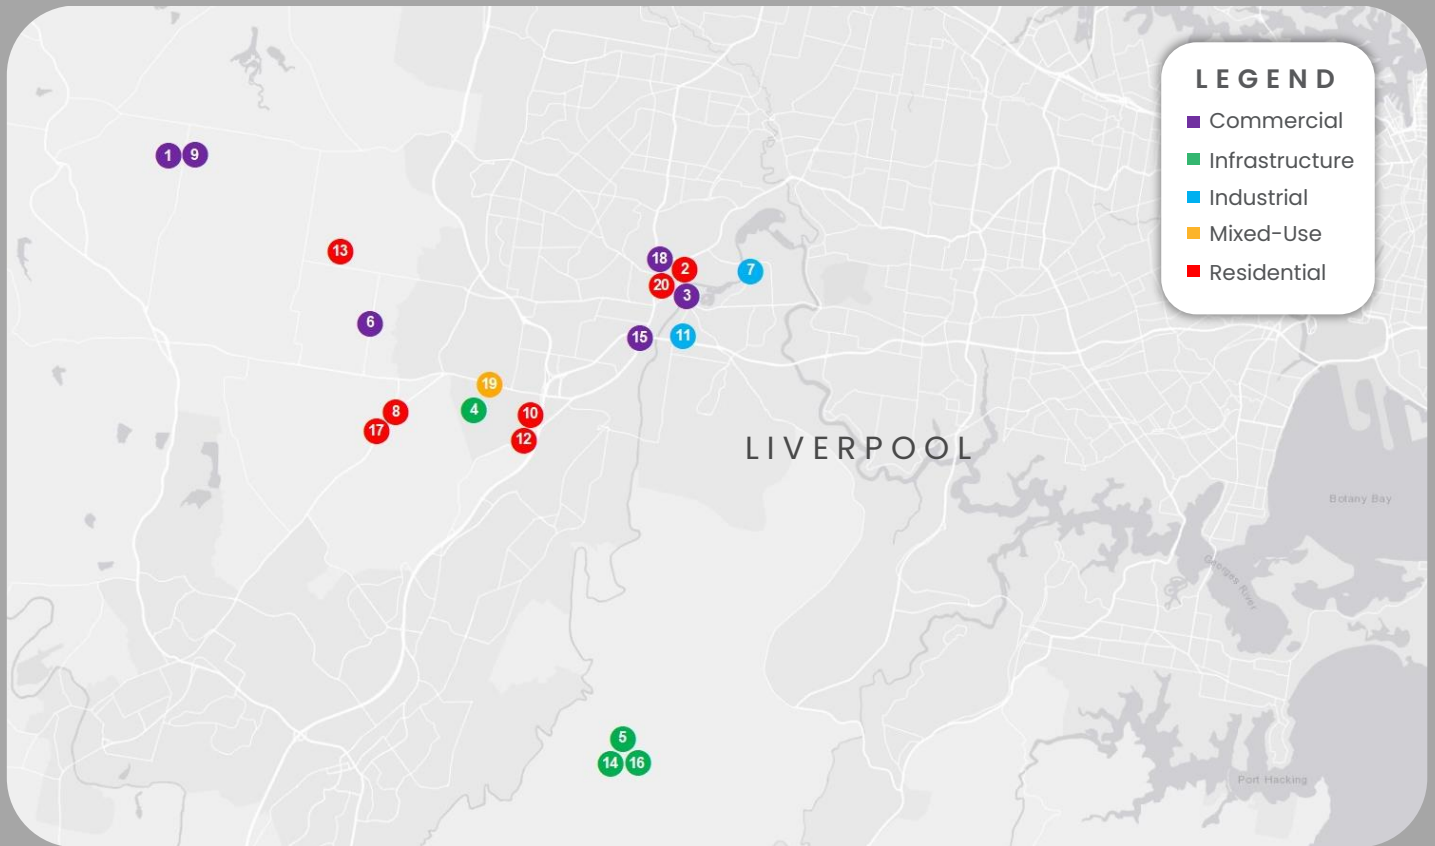 LEGEND
Commercial
Infrastructure
Industrial
Mixed-Use
Residential
1 9
13
18
2
7
20
3
6
15 11
19
4
8
10
17
12
LIVERPOOL
Botany Bay
Georges River
5
14 16
Port Hacking